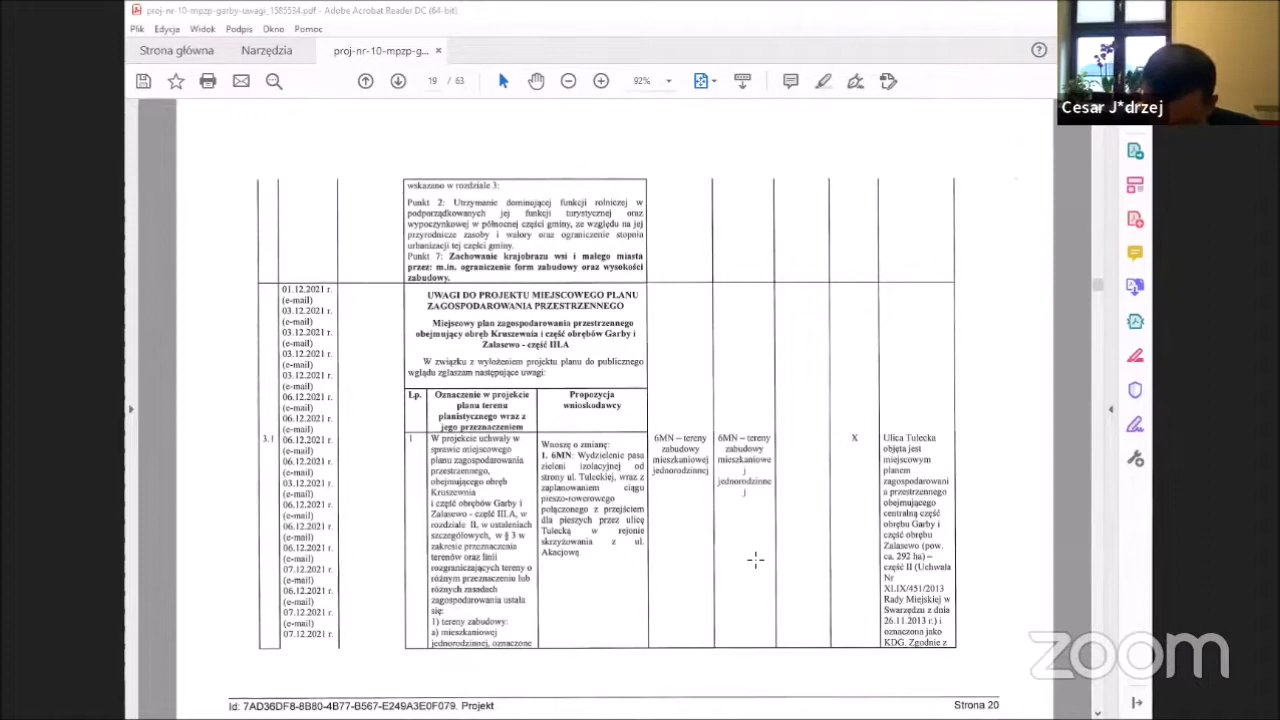 proj-nr-10-mpzp-garby-uwagi_1585534.pdf - Adobe Acrobat Reader DC (64-bit)
Plik Edycja Widok Podpis Okno Pomoc
Strona główna Narzędzia proj-nr-10-mpzp-g... ×
19 / 63 92%
Cesar J*drzej
wskazano w rozdziale 3:
Punkt 2: Utrzymanie dominującej funkcji rolniczej w
podporządkowanych jej funkcji turystycznej oraz
wypoczynkowej w północnej części gminy, ze względu na jej
przyrodnicze zasoby i walory oraz ograniczenie stopnia
urbanizacji tej części gminy.
Punkt 7: Zachowanie krajobrazu wsi i małego miasta
przez: m.in. ograniczenie form zabudowy oraz wysokości
zabudowy.
3.1
01.12.2021 r.
(e-mail)
03.12.2021 r.
(e-mail)
03.12.2021 r.
(e-mail)
03.12.2021 r.
(e-mail)
03.12.2021 r.
(e-mail)
06.12.2021 r.
(e-mail)
06.12.2021 r.
(e-mail)
06.12.2021 r.
(e-mail)
06.12.2021 r.
(e-mail)
03.12.2021 r.
(e-mail)
06.12.2021 r.
(e-mail)
06.12.2021 r.
(e-mail)
06.12.2021 r.
(e-mail)
07.12.2021 r.
(e-mail)
06.12.2021 r.
(e-mail)
07.12.2021 r.
(e-mail)
07.12.2021 r.
UWAGI DO PROJEKTU MIEJSCOWEGO PLANU
ZAGOSPODAROWANIA PRZESTRZENNEGO
Miejscowy plan zagospodarowania przestrzennego
obejmujący obręb Kruszewnia i część obrębów Garby i
Zalasewo - część III.A
W związku z wyłożeniem projektu planu do publicznego
wglądu zgłaszam następujące uwagi:
Lp.
Oznaczenie w projekcie
planu terenu
planistycznego wraz z
jego przeznaczeniem
Propozycja
wnioskodawcy
1
W projekcie uchwały w
sprawie miejscowego
planu zagospodarowania
przestrzennego,
obejmującego obręb
Kruszewnia
i część obrębów Garby i
Zalasewo - część III.A, w
rozdziale II, w ustaleniach
szczegółowych, w § 3 w
zakresie przeznaczenia
terenów oraz linii
rozgraniczających tereny o
różnym przeznaczeniu lub
różnych zasadach
zagospodarowania ustala
się:
1) tereny zabudowy:
a) mieszkaniowej
jednorodzinnej, oznaczone
Wnoszę o zmianę:
1. 6MN: Wydzielenie pasa
zieleni izolacyjnej od
strony ul. Tuleckiej, wraz z
zaplanowaniem ciągu
pieszo-rowerowego
połączonego z przejściem
dla pieszych przez ulicę
Tulecką w rejonie
skrzyżowania z ul.
Akacjową.
6MN – tereny
zabudowy
mieszkaniowej
jednorodzinnej
6MN – tereny
zabudowy
mieszkaniowe
j
jednorodzinne
j
X
Ulica Tulecka
objęta jest
miejscowym
planem
zagospodarowani
a przestrzennego
obejmującego
centralną część
obrębu Garby i
część obrębu
Zalasewo (pow.
ca. 292 ha) –
część II (Uchwała
Nr
XLIX/451/2013
Rady Miejskiej w
Swarzędzu z dnia
26.11.2013 r.) i
oznaczona jako
KDG. Zgodnie z
Id: 7AD36DF8-8B80-4B77-B567-E249A3E0F079. Projekt
Strona 20
zoom